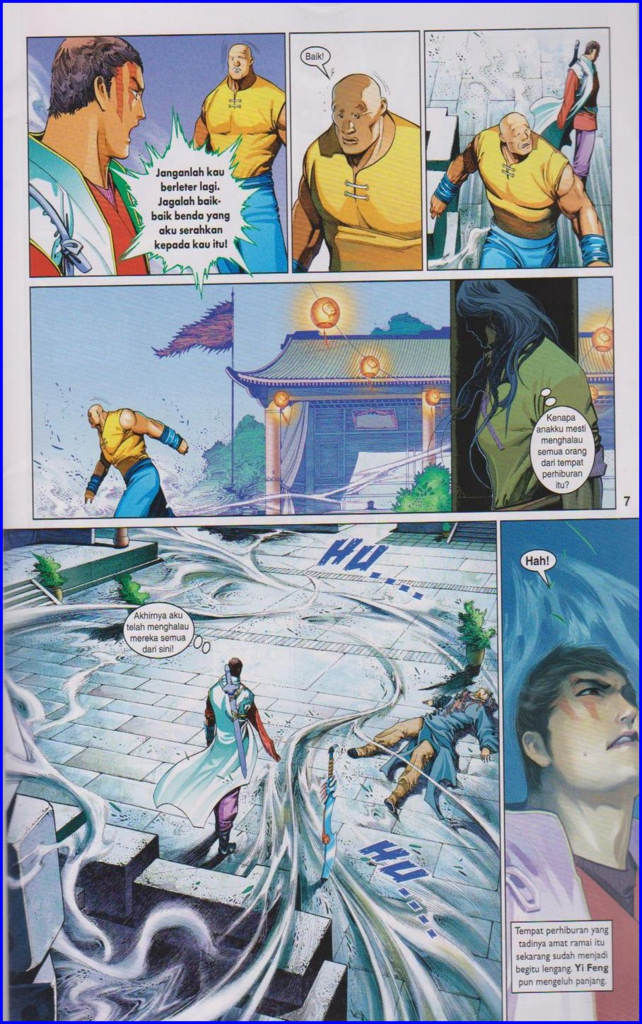 Janganlah kau
berleter lagi.
Jagalah baik-
baik benda yang
aku serahkan
kepada kau itu!
Baik!
Kenapa
anakku mesti
menghalau
semua orang
dari tempat
perhiburan
itu?
7
HU....
Akhirnya aku
telah menghalau
mereka semua
dari sini!
HU.....
Hah!
Tempat perhiburan yang
tadinya amat ramai itu
sekarang sudah menjadi
begitu lengang. Yi Feng
pun mengeluh panjang.